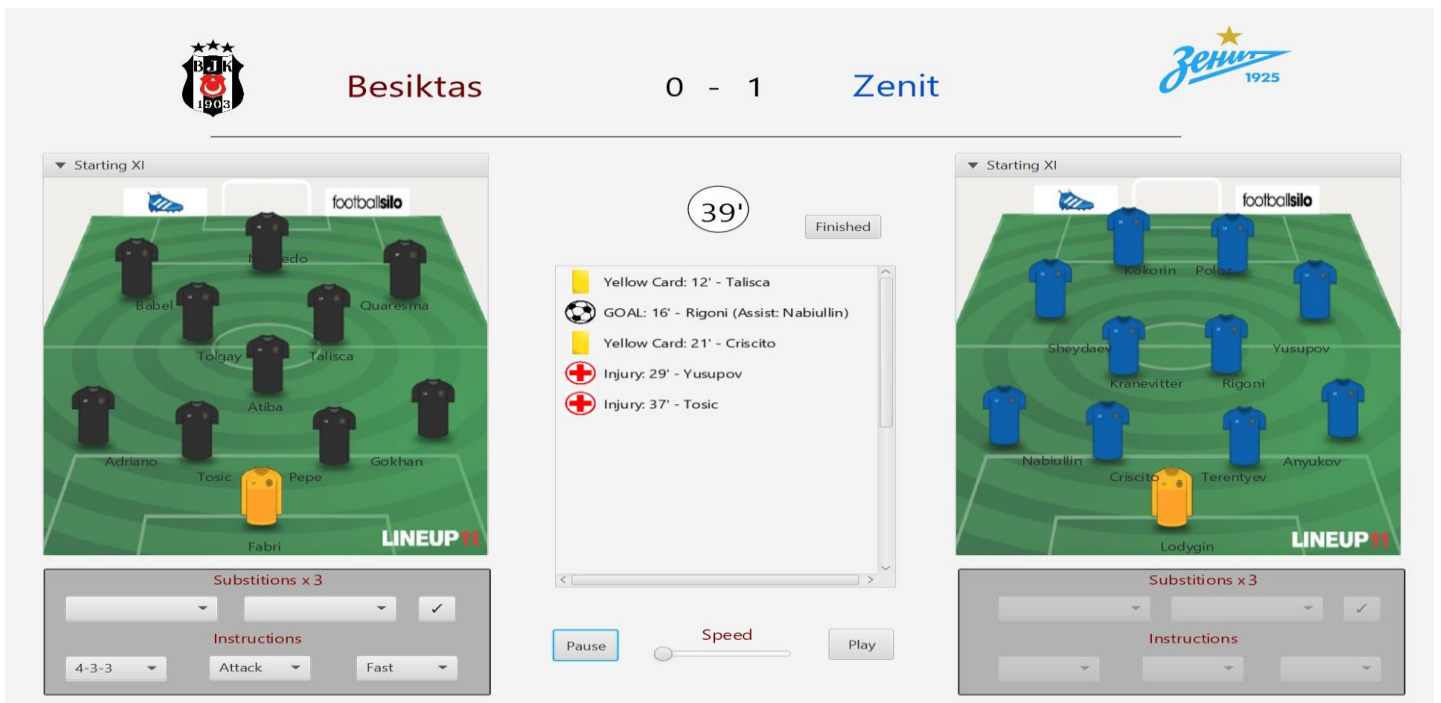 BJK
1903
Besiktas
0 - 1
Zenit
Зенит
1925
Starting XI
footballsilo
Babel
Quaresma
Tolgay
Talisca
Atiba
Adriano
Gokhan
Tosic
Pepe
Fabri
LINEUP11
Substitions x 3
✓
Instructions
4-3-3
Attack
Fast
39'
Finished
Yellow Card: 12' - Talisca
GOAL: 16' - Rigoni (Assist: Nabiullin)
Yellow Card: 21' - Criscito
Injury: 29' - Yusupov
Injury: 37' - Tosic
Pause
Speed
Play
Starting XI
footballsilo
Kokorin
Sheydaev
Yusupov
Kranevitter
Rigoni
Nabiullin
Anyukov
Criscito
Terentyev
Lodygin
LINEUP11
Substitions x 3
✓
Instructions